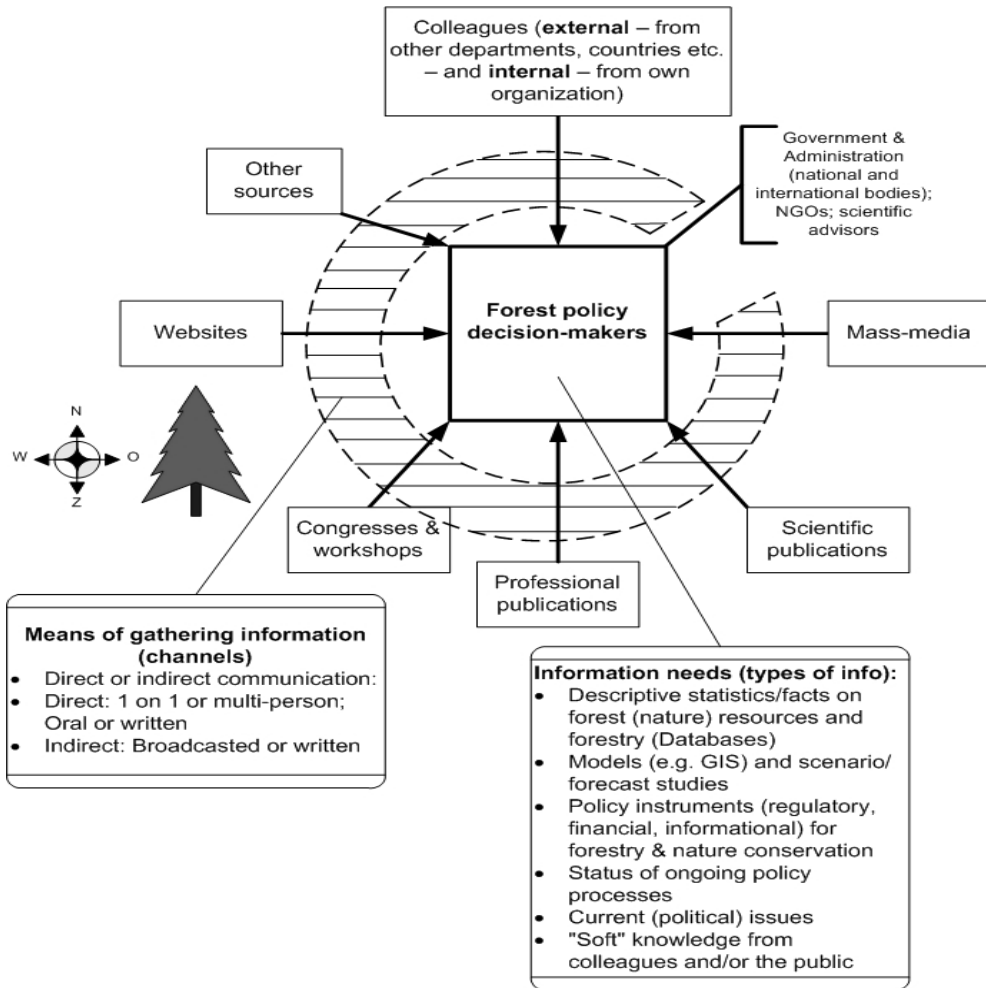 Colleagues (external – from
other departments, countries etc.
– and internal – from own
organization)
Government &
Administration
(national and
international bodies);
NGOs; scientific
advisors
Other
sources
Websites
Forest policy
decision-makers
Mass-media
N
W
O
Z
Congresses &
workshops
Professional
publications
Scientific
publications
Means of gathering information
(channels)
• Direct or indirect communication:
• Direct: 1 on 1 or multi-person;
Oral or written
• Indirect: Broadcasted or written
Information needs (types of info):
• Descriptive statistics/facts on
forest (nature) resources and
forestry (Databases)
• Models (e.g. GIS) and scenario/
forecast studies
• Policy instruments (regulatory,
financial, informational) for
forestry & nature conservation
• Status of ongoing policy
processes
• Current (political) issues
• "Soft" knowledge from
colleagues and/or the public